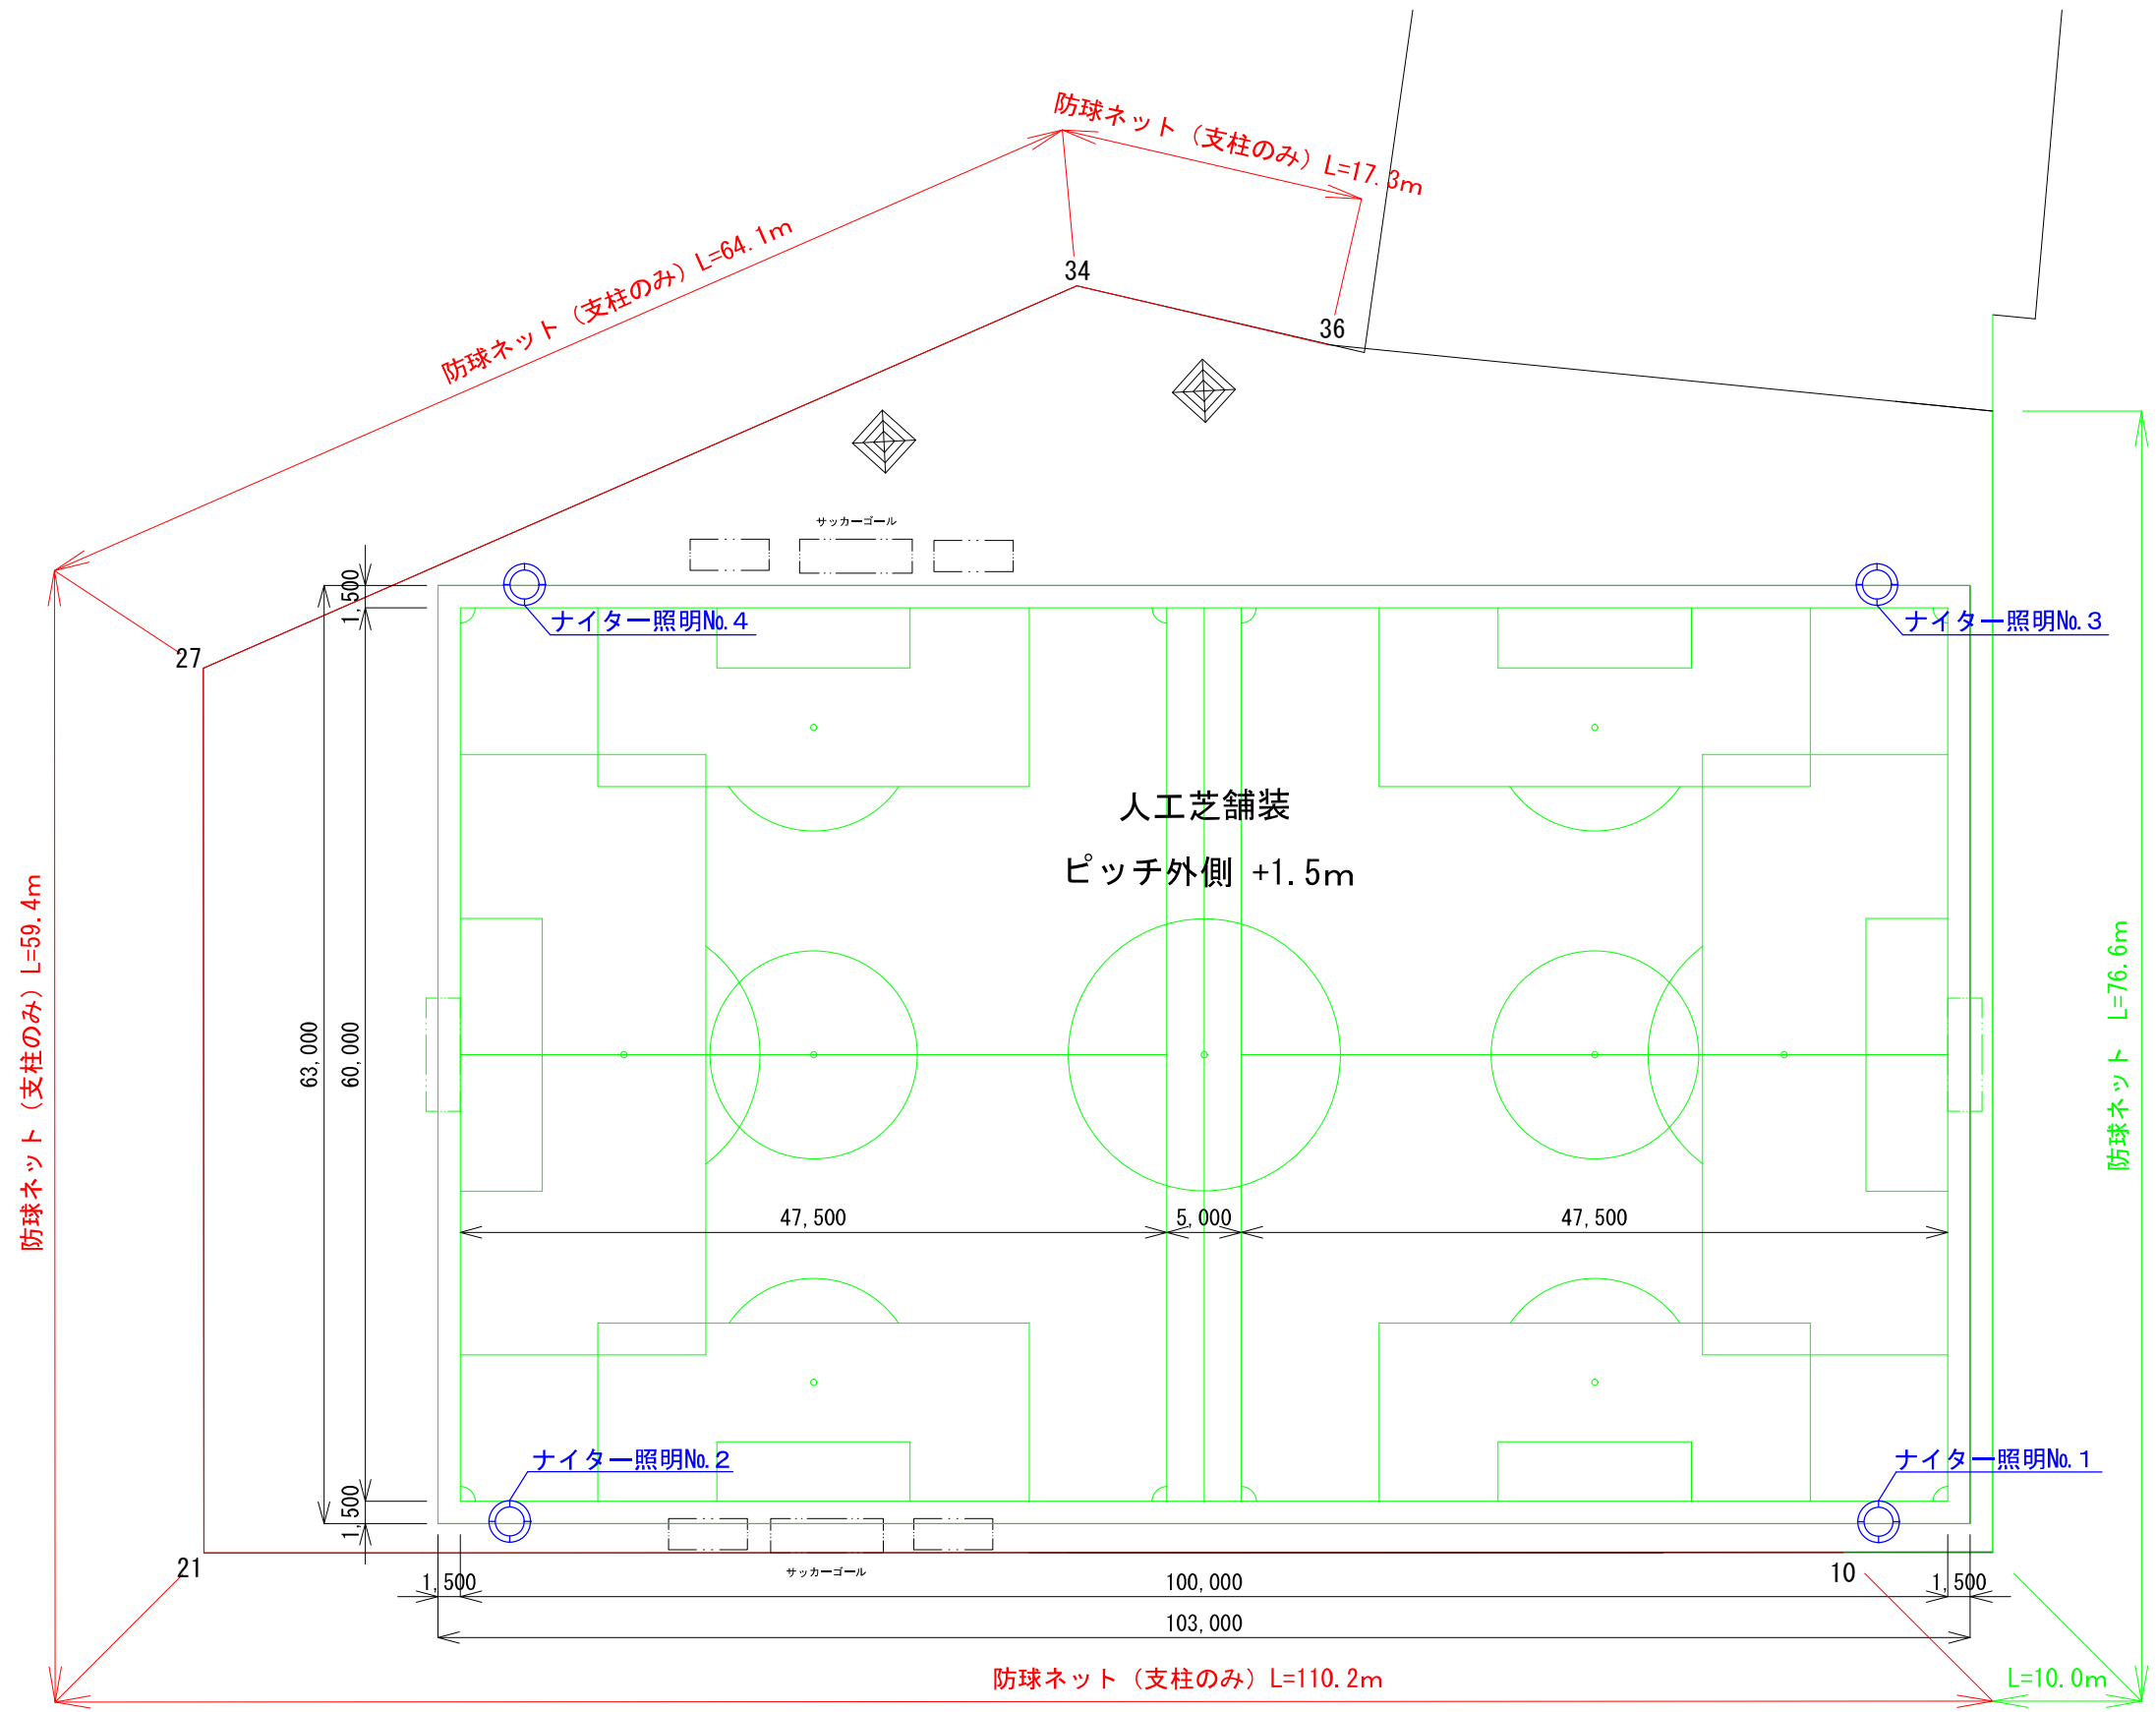 防球ネット（支柱のみ）L=17.3m
防球ネット（支柱のみ）L=64.1m
34
36
サッカーゴール
1,500
ナイター照明№.4
ナイター照明№.3
27
人工芝舗装
ピッチ外側 +1.5m
防球ネット（支柱のみ）L=59.4m
63,000
60,000
防球ネット L=76.6m
47,500
5,000
47,500
ナイター照明№.2
ナイター照明№.1
1,500
21
サッカーゴール
10
1,500
100,000
1,500
103,000
防球ネット（支柱のみ）L=110.2m
L=10.0m